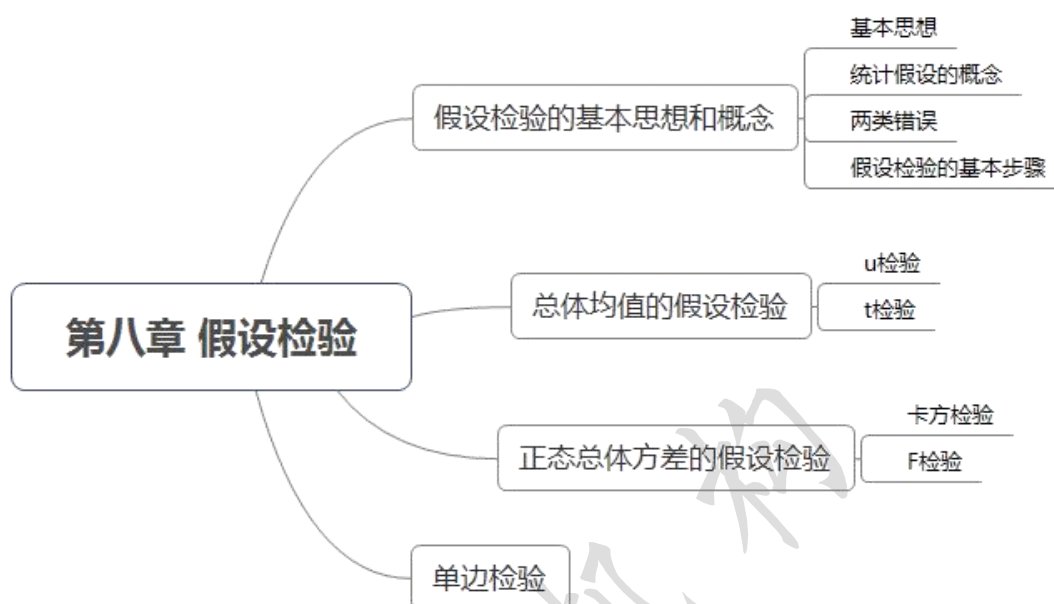 基本思想
统计假设的概念
假设检验的基本思想和概念
两类错误
假设检验的基本步骤
u检验
总体均值的假设检验
t检验
第八章 假设检验
卡方检验
正态总体方差的假设检验
F检验
单边检验
机构